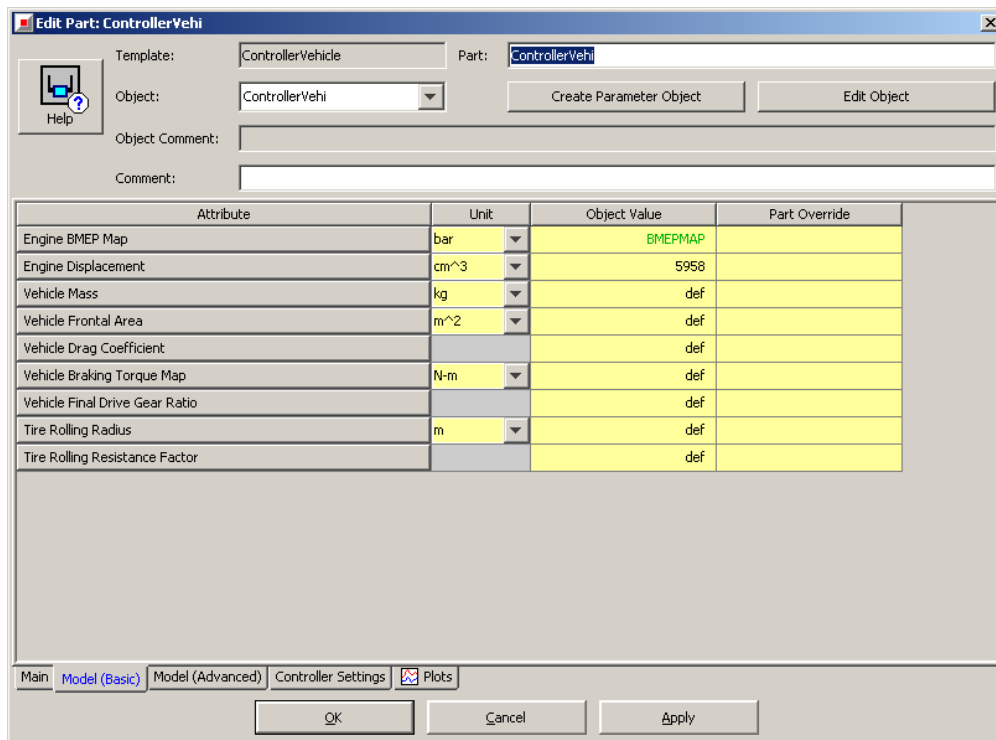 Edit Part: ControllerVehi
Template: ControllerVehicle Part: ControllerVehi
Help
Object: ControllerVehi Create Parameter Object Edit Object
Object Comment:
Comment:
Attribute Unit Object Value Part Override
Engine BMEP Map bar BMEPMAP
Engine Displacement cm^3 5958
Vehicle Mass kg def
Vehicle Frontal Area m^2 def
Vehicle Drag Coefficient def
Vehicle Braking Torque Map N-m def
Vehicle Final Drive Gear Ratio def
Tire Rolling Radius m def
Tire Rolling Resistance Factor def
Main Model (Basic) Model (Advanced) Controller Settings Plots
OK Cancel Apply